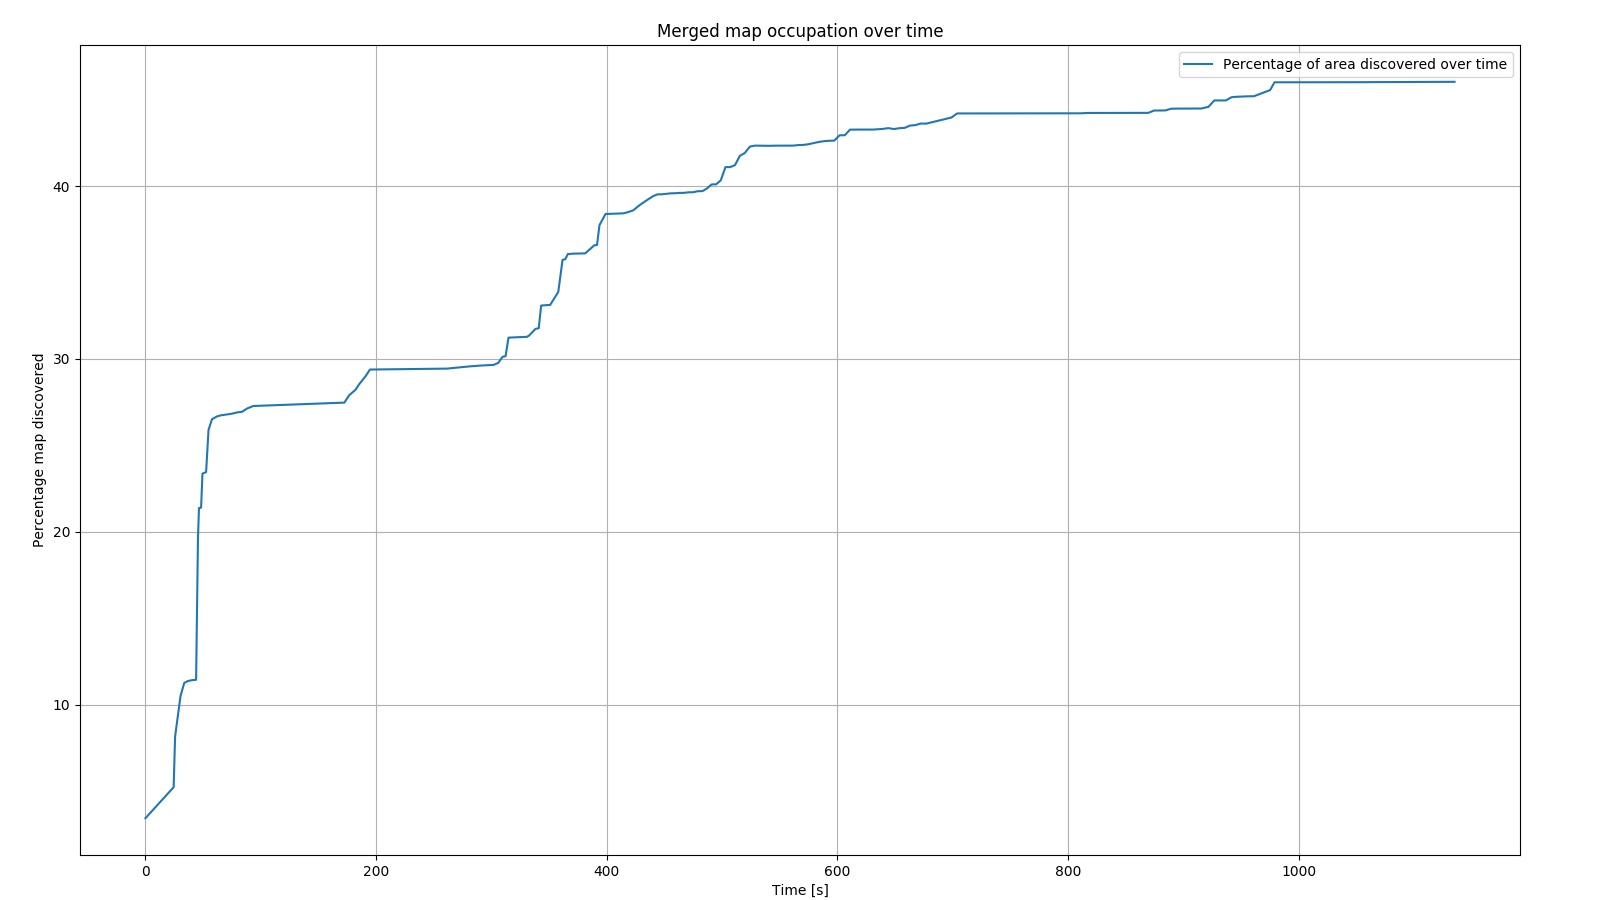 Merged map occupation over time
Percentage of area discovered over time
Percentage map discovered
40
30
20
10
0
200
400
600
800
1000
Time [s]